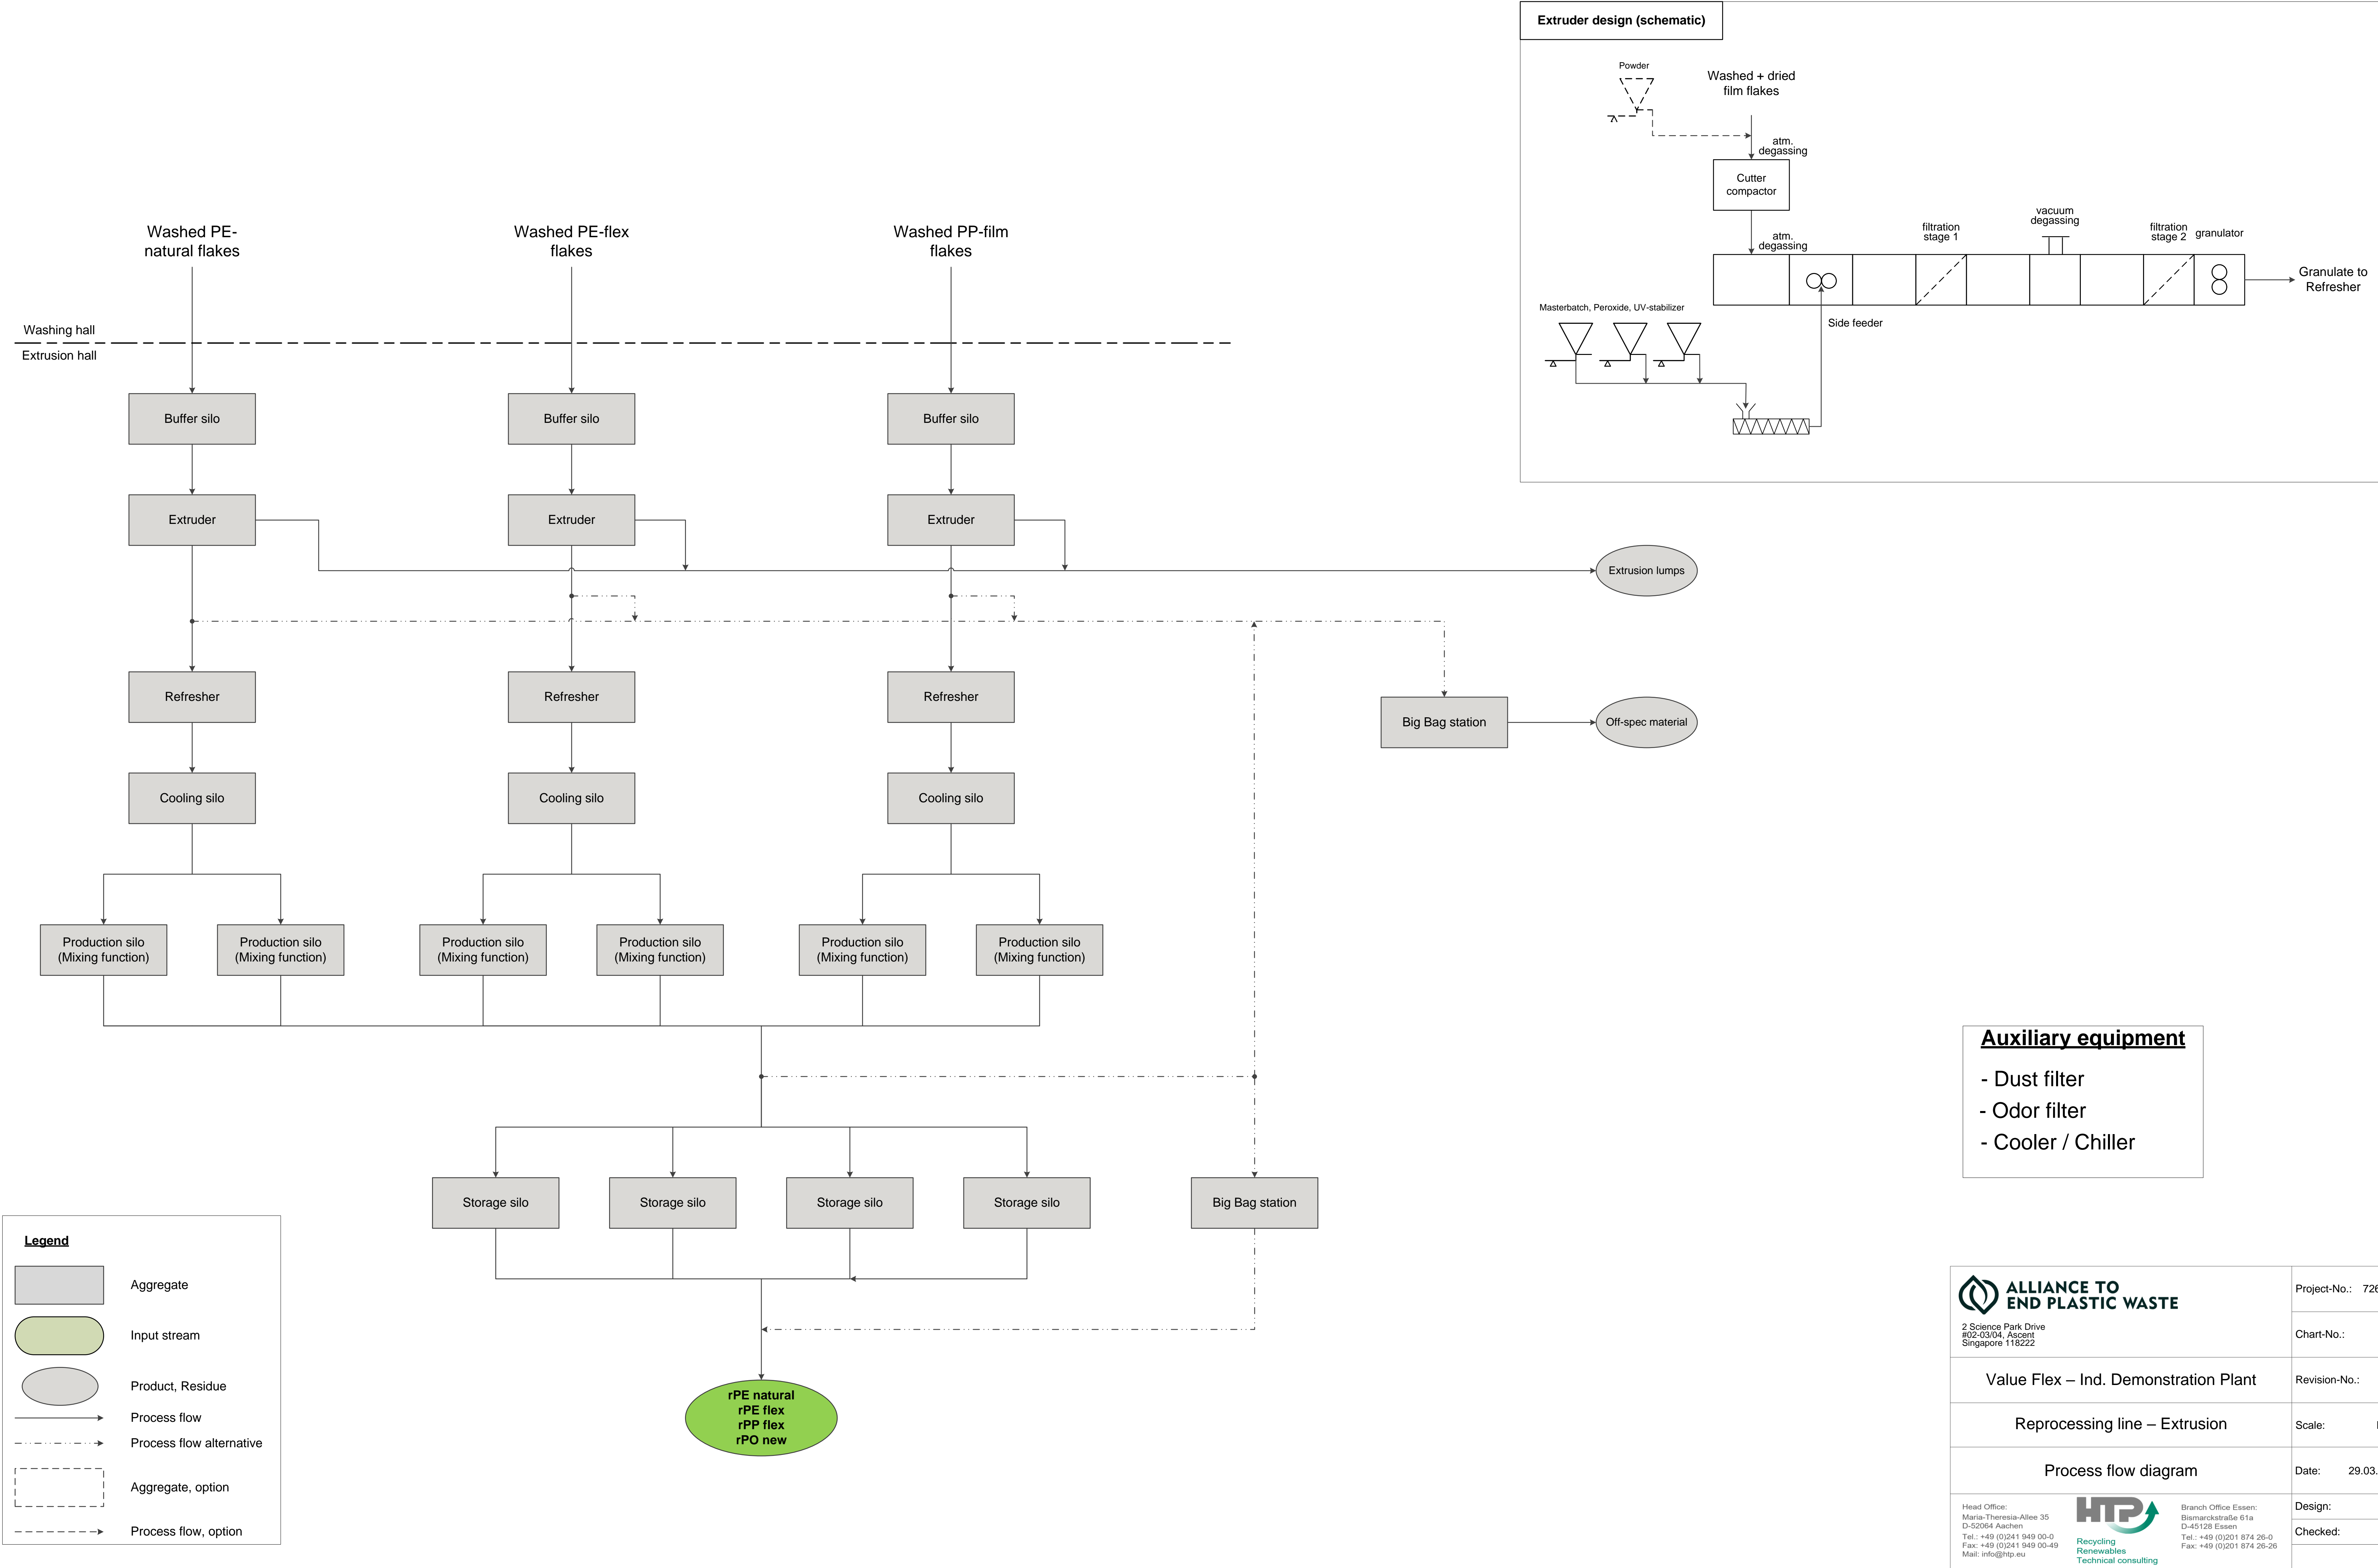 Extruder design (schematic)
Powder
Washed + dried
film flakes
atm.
degassing
Cutter
compactor
atm.
degassing
filtration
stage 1
vacuum
degassing
filtration
stage 2
granulator
Granulate to
Refresher
Masterbatch, Peroxide, UV-stabilizer
Side feeder
Washed PE-
natural flakes
Washed PE-flex
flakes
Washed PP-film
flakes
Washing hall
Extrusion hall
Buffer silo
Buffer silo
Buffer silo
Extruder
Extruder
Extruder
Extrusion lumps
Refresher
Refresher
Refresher
Big Bag station
Off-spec material
Cooling silo
Cooling silo
Cooling silo
Production silo
(Mixing function)
Production silo
(Mixing function)
Production silo
(Mixing function)
Production silo
(Mixing function)
Production silo
(Mixing function)
Production silo
(Mixing function)
Auxiliary equipment
- Dust filter
- Odor filter
- Cooler / Chiller
Storage silo
Storage silo
Storage silo
Storage silo
Big Bag station
rPE natural
rPE flex
rPP flex
rPO new
Legend
Aggregate
Input stream
Product, Residue
Process flow
Process flow alternative
Aggregate, option
Process flow, option
ALLIANCE TO
END PLASTIC WASTE
2 Science Park Drive
#02-03/04, Ascent
Singapore 118222
Project-No.: 726
Chart-No.:
Value Flex – Ind. Demonstration Plant
Revision-No.:
Reprocessing line – Extrusion
Scale:
Process flow diagram
Date: 29.03.
Head Office:
Maria-Theresia-Allee 35
D-52064 Aachen
Tel.: +49 (0)241 949 00-0
Fax: +49 (0)241 949 00-49
Mail: info@htp.eu
HTP
Recycling
Renewables
Technical consulting
Branch Office Essen:
Bismarckstraße 61a
D-45128 Essen
Tel.: +49 (0)201 874 26-0
Fax: +49 (0)201 874 26-26
Design:
Checked: